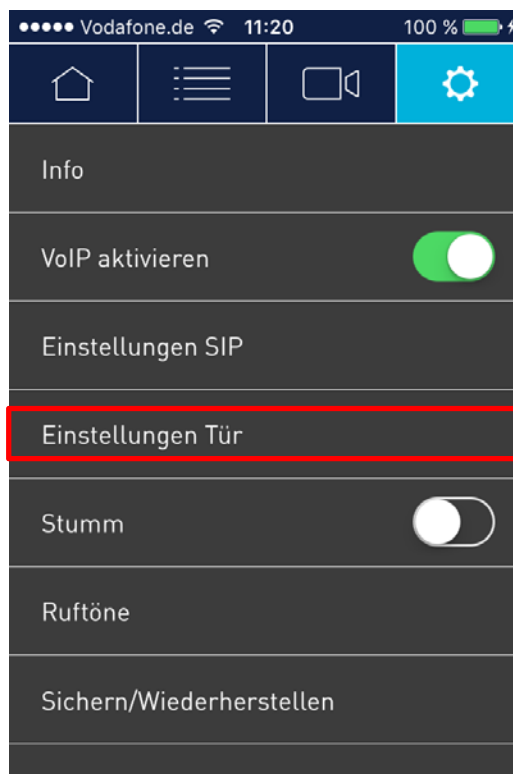 ●●●●● Vodafone.de 11:20 100 %
Info
VoIP aktivieren
Einstellungen SIP
Einstellungen Tür
Stumm
Ruftöne
Sichern/Wiederherstellen